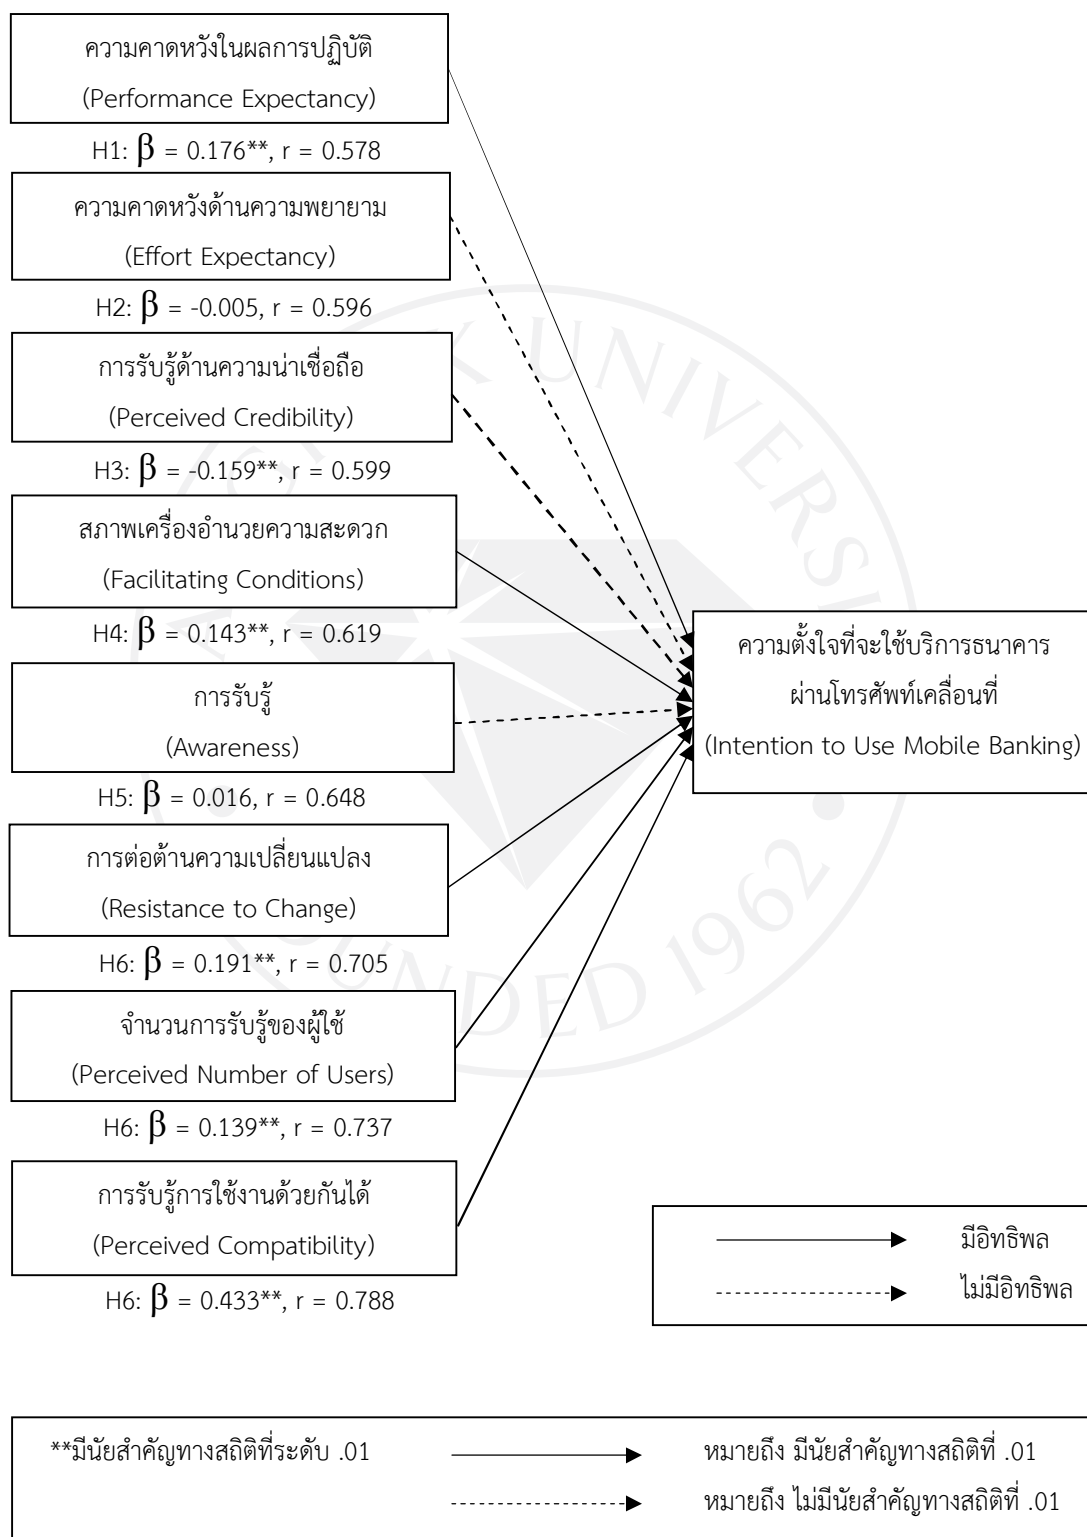 ความคาดหวังในผลการปฏิบัติ
(Performance Expectancy)
H1: β = 0.176**, r = 0.578
ความคาดหวังด้านความพยายาม
(Effort Expectancy)
H2: β = -0.005, r = 0.596
การรับรู้ด้านความน่าเชื่อถือ
(Perceived Credibility)
H3: β = -0.159**, r = 0.599
สภาพเครื่องอำนวยความสะดวก
(Facilitating Conditions)
H4: β = 0.143**, r = 0.619
การรับรู้
(Awareness)
H5: β = 0.016, r = 0.648
การต่อต้านความเปลี่ยนแปลง
(Resistance to Change)
H6: β = 0.191**, r = 0.705
จำนวนการรับรู้ของผู้ใช้
(Perceived Number of Users)
H6: β = 0.139**, r = 0.737
การรับรู้การใช้งานด้วยกันได้
(Perceived Compatibility)
H6: β = 0.433**, r = 0.788
ความตั้งใจที่จะใช้บริการธนาคาร
ผ่านโทรศัพท์เคลื่อนที่
(Intention to Use Mobile Banking)
มีอิทธิพล
ไม่มีอิทธิพล
**มีนัยสำคัญทางสถิติที่ระดับ .01
หมายถึง มีนัยสำคัญทางสถิติที่ .01
หมายถึง ไม่มีนัยสำคัญทางสถิติที่ .01
1962